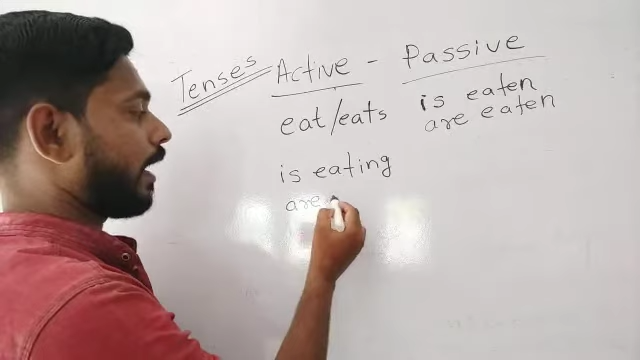 Tenses Active - Passive
eat/eats is eaten
are eaten
is eating
are